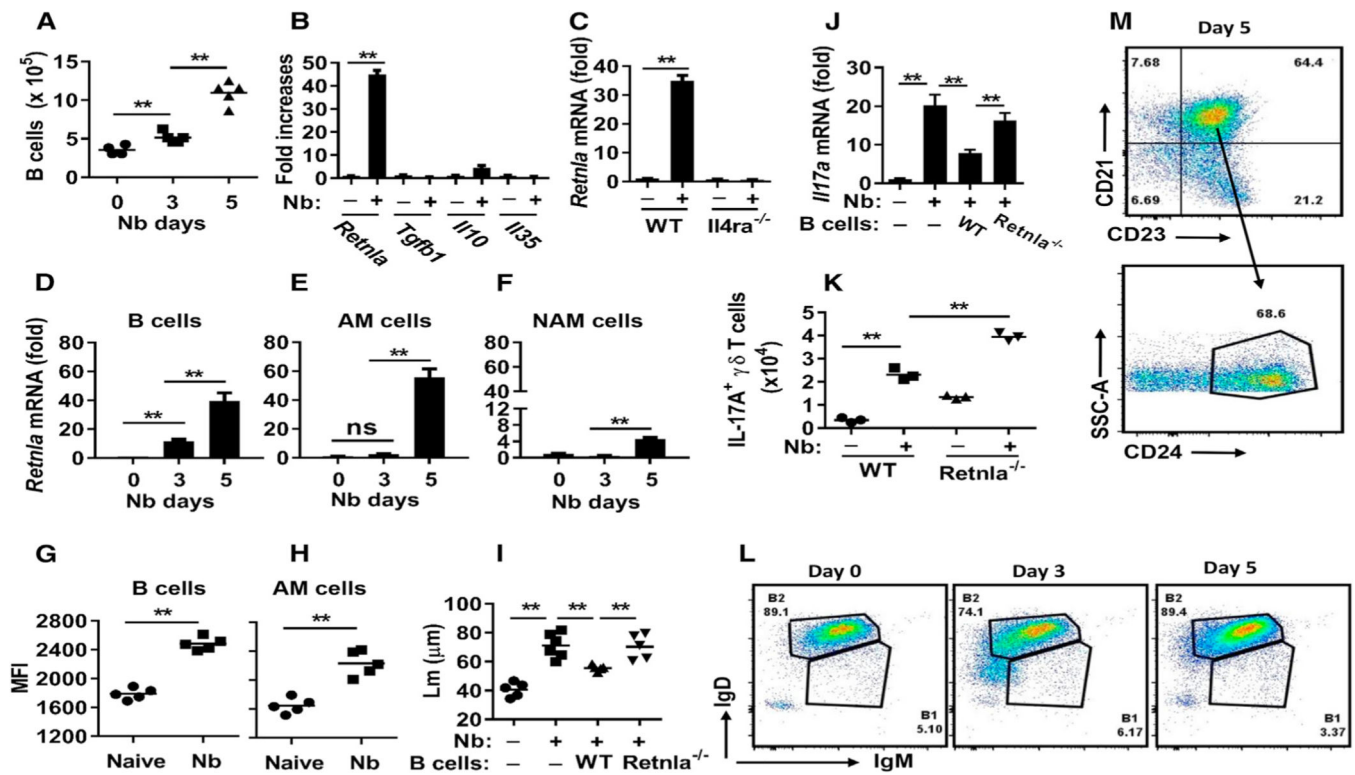 A
B cells (x 10⁵)
15
10
5
0
**
**
0 3 5
Nb days
B
Fold increases
50
40
30
20
10
0
**
Nb: – + – + – + – +
Retnla Tgfb1 Il10 Il35
C
Retnla mRNA (fold)
40
30
20
10
0
**
– + – +
WT Il4ra⁻/⁻
J
Il17a mRNA (fold)
30
20
10
0
** ** **
Nb: – + + +
B cells: – – WT Retnla⁻/⁻
M
Day 5
7.68 64.4
6.69 21.2
CD21
CD23
68.6
SSC-A
CD24
D
B cells
Retnla mRNA (fold)
80
60
40
20
0
**
**
0 3 5
Nb days
E
AM cells
80
60
40
20
0
**
ns
0 3 5
Nb days
F
NAM cells
80
60
40
20
12
8
4
0
**
0 3 5
Nb days
K
IL-17A⁺ γδ T cells
(x10⁴)
5
4
3
2
1
0
** **
Nb: – + – +
WT Retnla⁻/⁻
G
B cells
MFI
2800
2400
2000
1600
1200
**
Naive Nb
H
AM cells
**
Naive Nb
I
Lm (μm)
100
80
60
40
20
** ** **
Nb: – + + +
B cells: – – WT Retnla⁻/⁻
L
Day 0 Day 3 Day 5
B2
89.1
B1
5.10
B2
74.1
B1
6.17
B2
89.4
B1
3.37
IgD
IgM